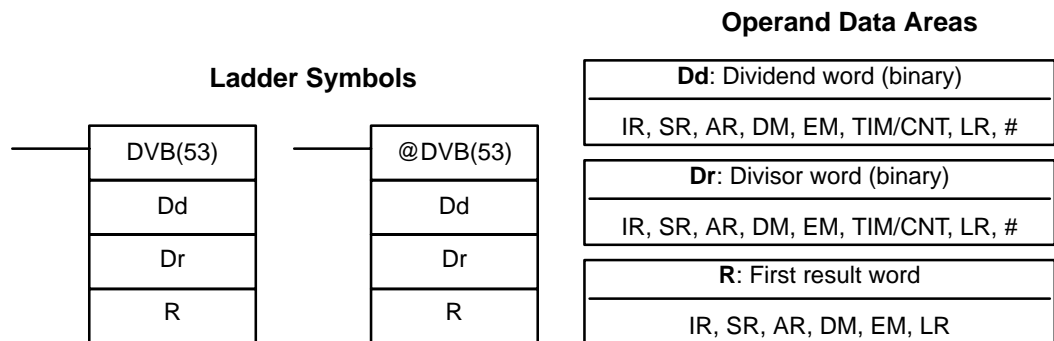 Operand Data Areas
Ladder Symbols
Dd: Dividend word (binary)
IR, SR, AR, DM, EM, TIM/CNT, LR, #
DVB(53)
@DVB(53)
Dr: Divisor word (binary)
Dd
Dd
IR, SR, AR, DM, EM, TIM/CNT, LR, #
Dr
Dr
R: First result word
R
R
IR, SR, AR, DM, EM, LR